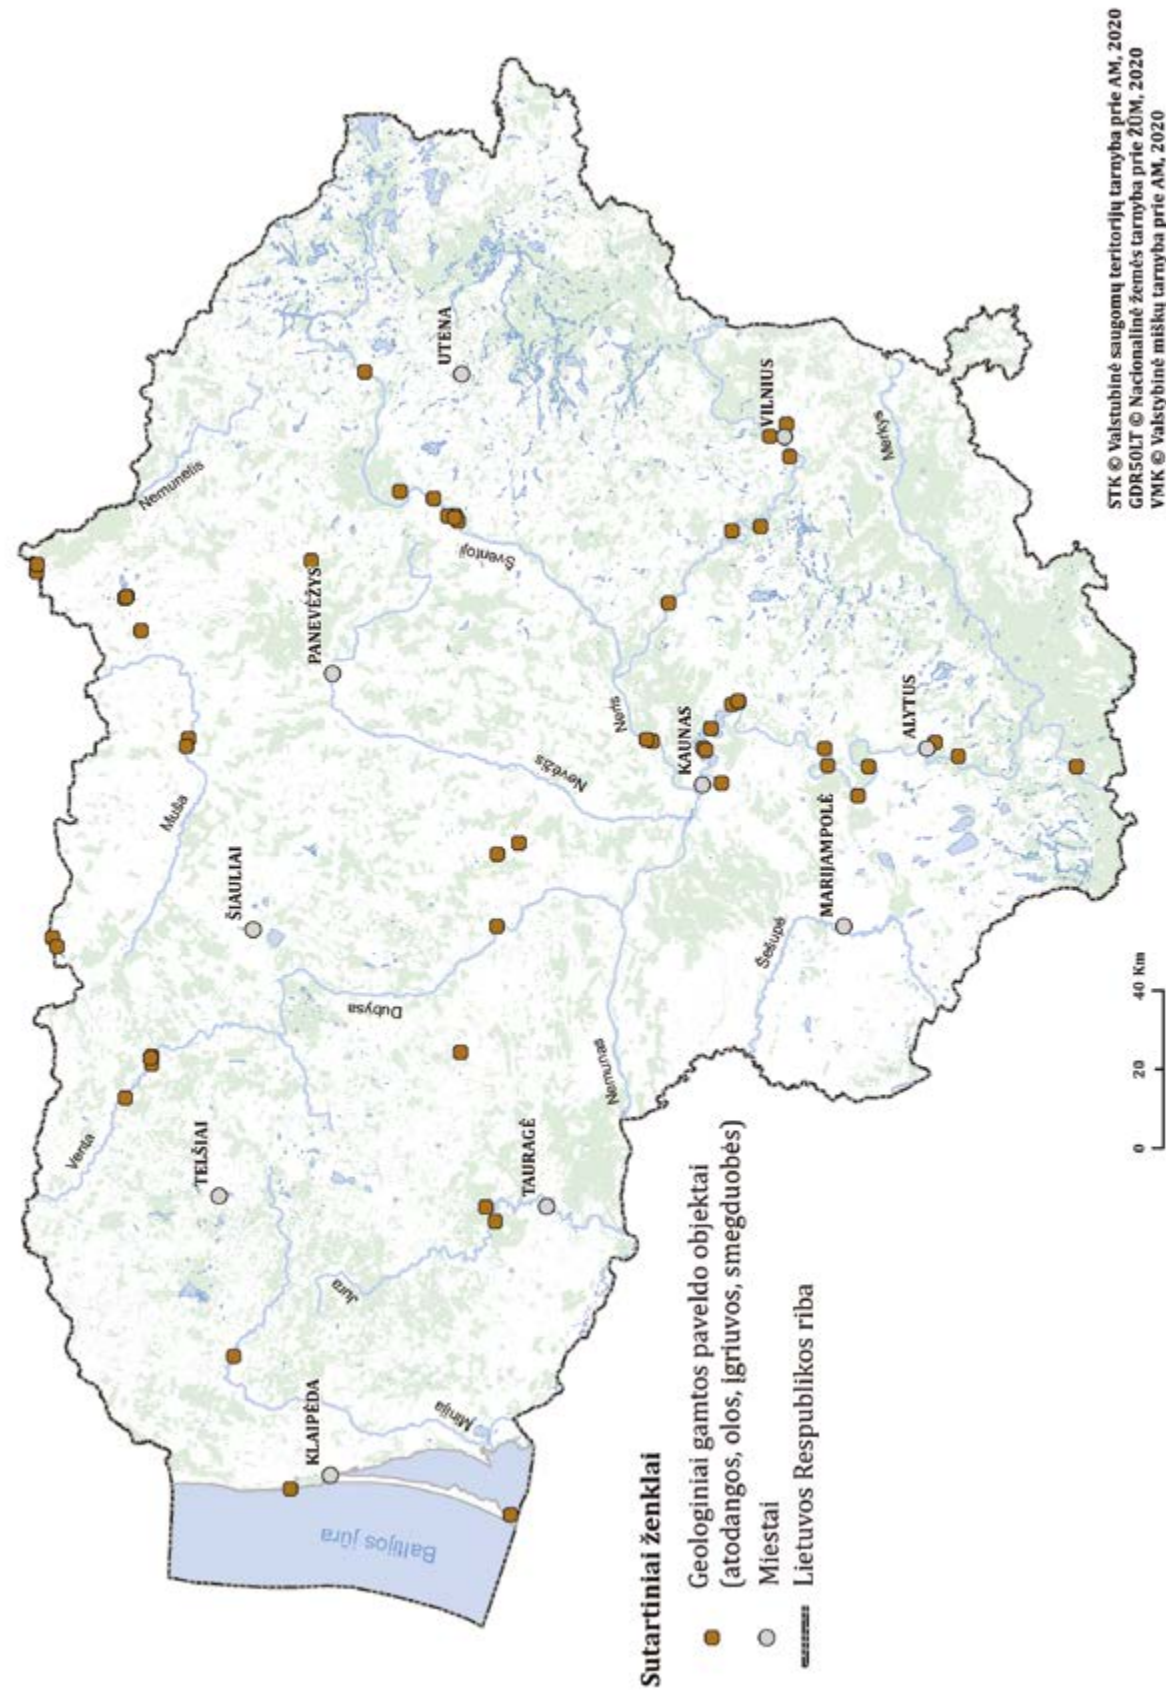 Nemunėlis
Venta
Mūša
TELŠIAI
ŠIAULIAI
PANEVĖŽYS
UTENA
KLAIPĖDA
Baltijos jūra
Minija
Jūra
Dubysa
Nevėžis
Šventoji
TAURAGĖ
Nemunas
Neris
KAUNAS
VILNIUS
Šešupė
MARIJAMPOLĖ
ALYTUS
Merkys
Sutartiniai ženklai
Geologiniai gamtos paveldo objektai
(atodangos, olos, įgriuvos, smegduobės)
Miestai
Lietuvos Respublikos riba
0 20 40 Km
STK © Valstubinė saugomų teritorijų tarnyba prie AM, 2020
GDR50LT © Nacionalinė žemės tarnyba prie ŽŪM, 2020
VMK © Valstybinė miškų tarnyba prie AM, 2020